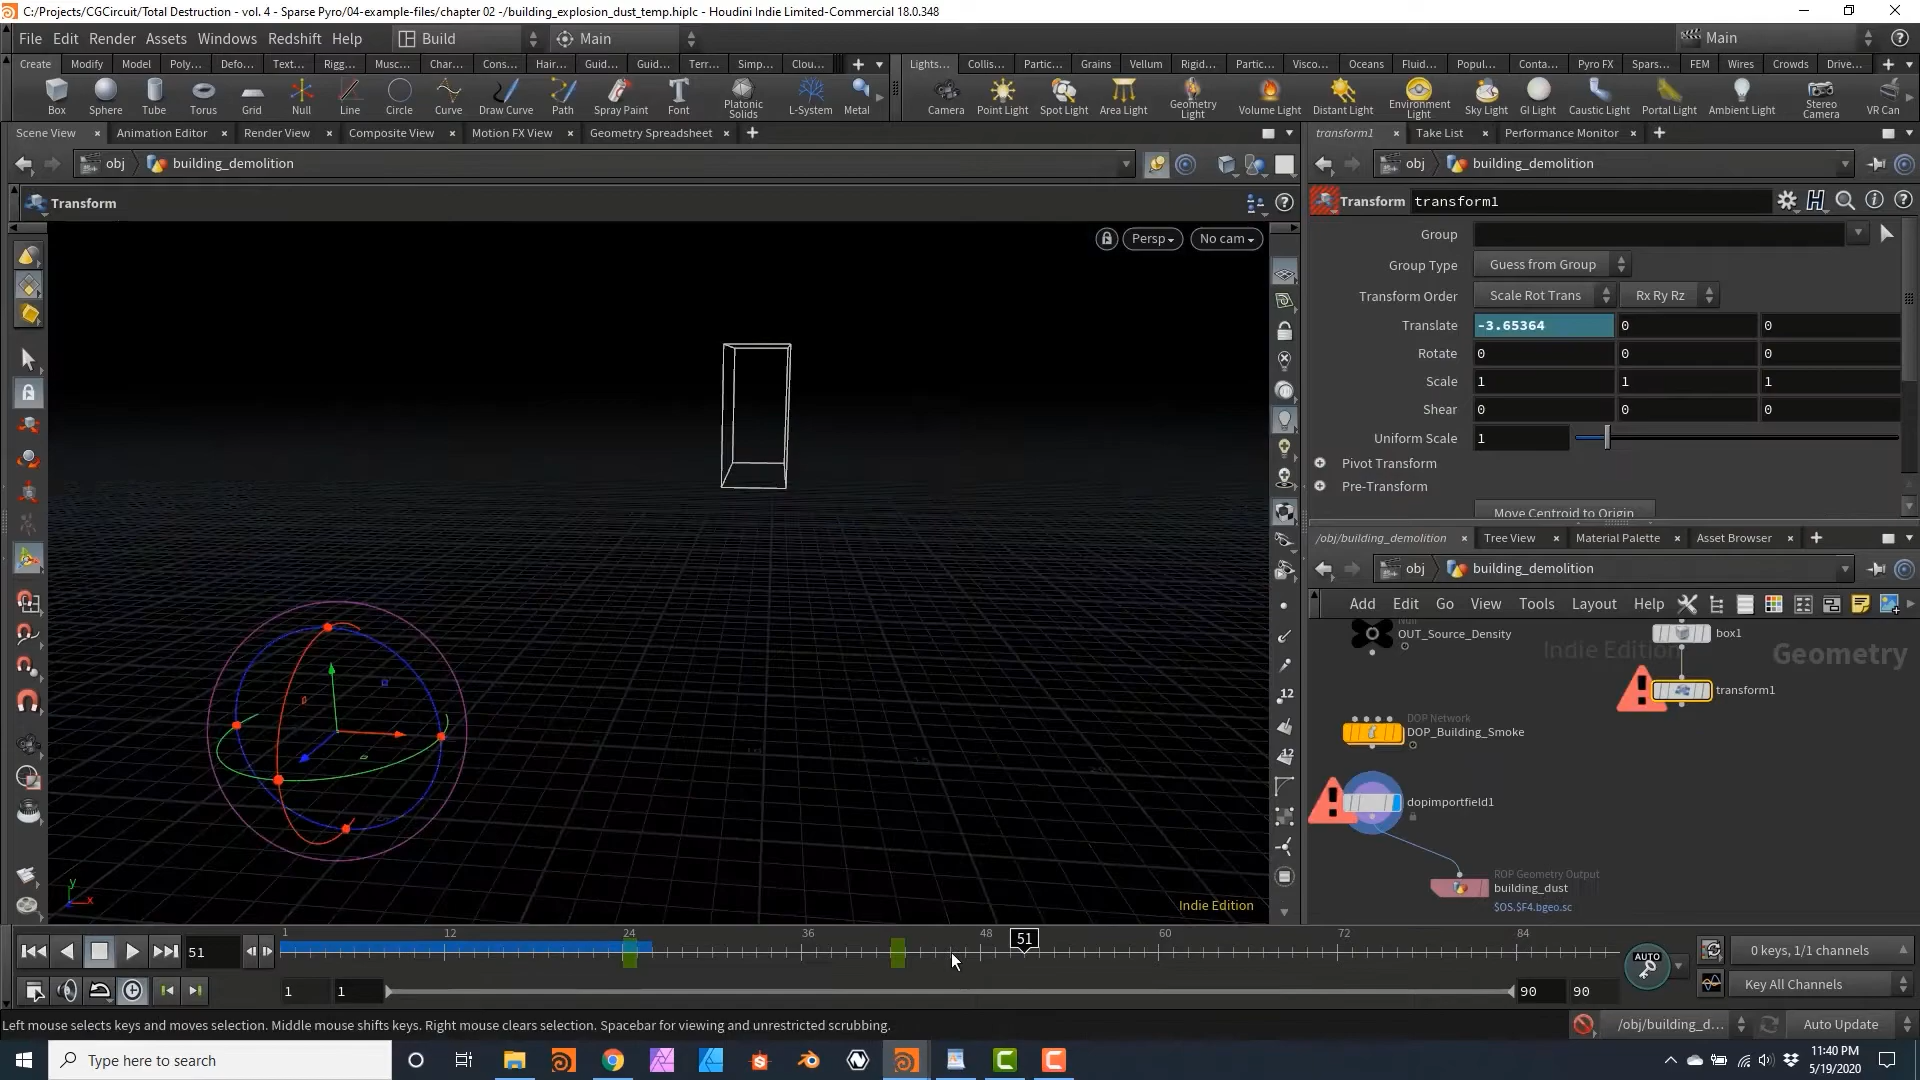 C:/Projects/CGCircuit/Total Destruction - vol. 4 - Sparse Pyro/04-example-files/chapter 02 -/building_explosion_dust_temp.hiplc - Houdini Indie Limited-Commercial 18.0.348
File Edit Render Assets Windows Redshift Help Build Main Main
Create Modify Model Poly... Defo... Text... Rigg... Musc... Char... Cons... Hair... Guid... Guid... Terr... Simp... Clou... Lights... Collis... Partic... Grains Vellum Rigid... Partic... Visco... Oceans Fluid... Popul... Conta... Pyro FX Spars... FEM Wires Crowds Drive...
Box Sphere Tube Torus Grid Null Line Circle Curve Draw Curve Path Spray Paint Font Platonic Solids L-System Metal Camera Point Light Spot Light Area Light Geometry Light Volume Light Distant Light Environment Light Sky Light GI Light Caustic Light Portal Light Ambient Light Stereo Camera VR Can
Scene View Animation Editor Render View Composite View Motion FX View Geometry Spreadsheet transform1 Take List Performance Monitor
obj building_demolition obj building_demolition
Transform Transform transform1
Persp No cam
Group
Group Type Guess from Group
Transform Order Scale Rot Trans Rx Ry Rz
Translate -3.65364 0 0
Rotate 0 0 0
Scale 1 1 1
Shear 0 0 0
Uniform Scale 1
Pivot Transform
Pre-Transform
Move Centroid to Origin
/obj/building_demolition Tree View Material Palette Asset Browser
obj building_demolition
Add Edit Go View Tools Layout Help
Null
OUT_Source_Density
box1
Indie Edition
Geometry
transform1
DOP Network
DOP_Building_Smoke
dopimportfield1
ROP Geometry Output
building_dust
$OS.$F4.bgeo.sc
12
12
y
x
Indie Edition
51 1 12 24 36 48 51 60 72 84
AUTO
0 keys, 1/1 channels
1 1 90 90 Key All Channels
Left mouse selects keys and moves selection. Middle mouse shifts keys. Right mouse clears selection. Spacebar for viewing and unrestricted scrubbing.
/obj/building_d... Auto Update
Type here to search
11:40 PM
5/19/2020